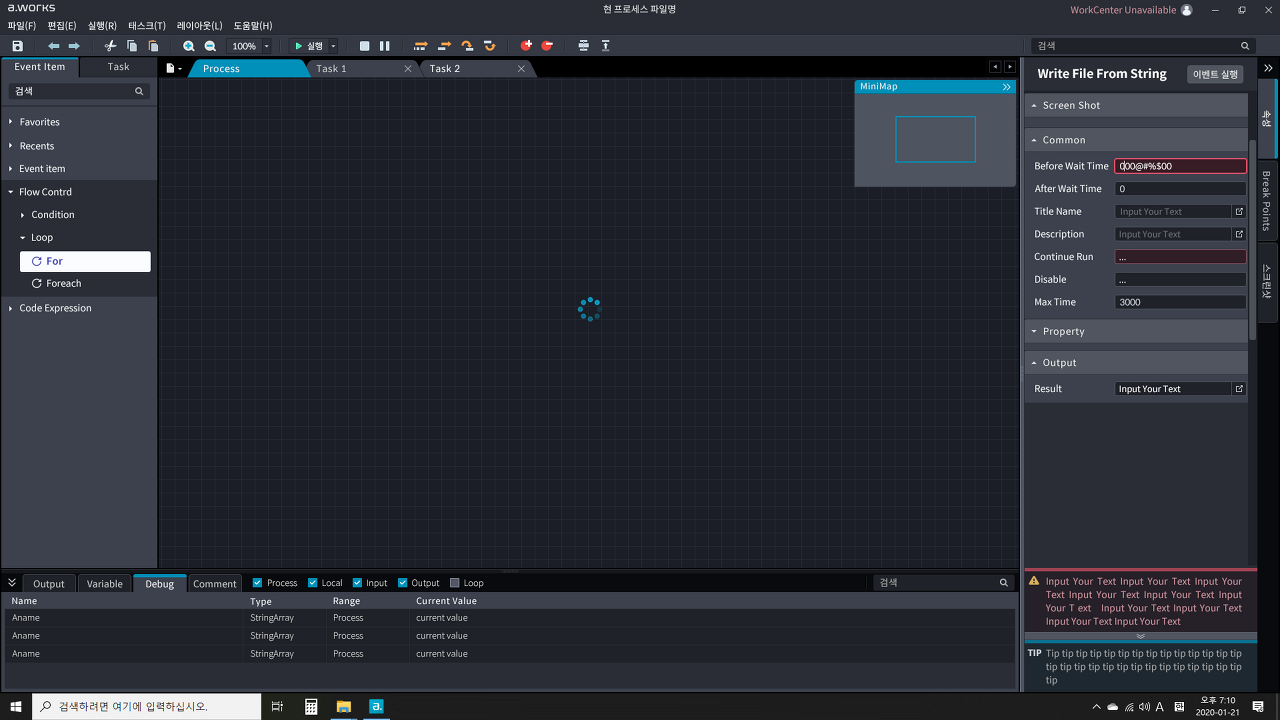 a.works
현 프로세스 파일명
WorkCenter Unavailable
파일(F) 편집(E) 실행(R) 태스크(T) 레이아웃(L) 도움말(H)
100% 실행 검색
Event Item Task
Process Task 1 Task 2
검색
Favorites
Recents
Event item
Flow Contrd
Condition
Loop
For
Foreach
Code Expression
MiniMap
Write File From String 이벤트 실행
Screen Shot
Common
Before Wait Time 000@#%$00
After Wait Time 0
Title Name Input Your Text
Description Input Your Text
Continue Run ...
Disable ...
Max Time 3000
Property
Output
Result Input Your Text
속성
Break Points
스크린샷
Output Variable Debug Comment Process Local Input Output Loop 검색
Name Type Range Current Value
Aname StringArray Process current value
Aname StringArray Process current value
Aname StringArray Process current value
Input Your Text Input Your Text Input Your
Text Input Your Text Input Your Text Input
Your T ext Input Your Text Input Your Text
Input Your Text Input Your Text
TIP Tip tip tip tip tip tip tip tip tip tip tip tip tip tip
tip tip tip tip tip tip tip tip tip tip tip tip tip tip
tip
검색하려면 여기에 입력하십시오.
a.
A 한
오후 7:10
2020-01-21